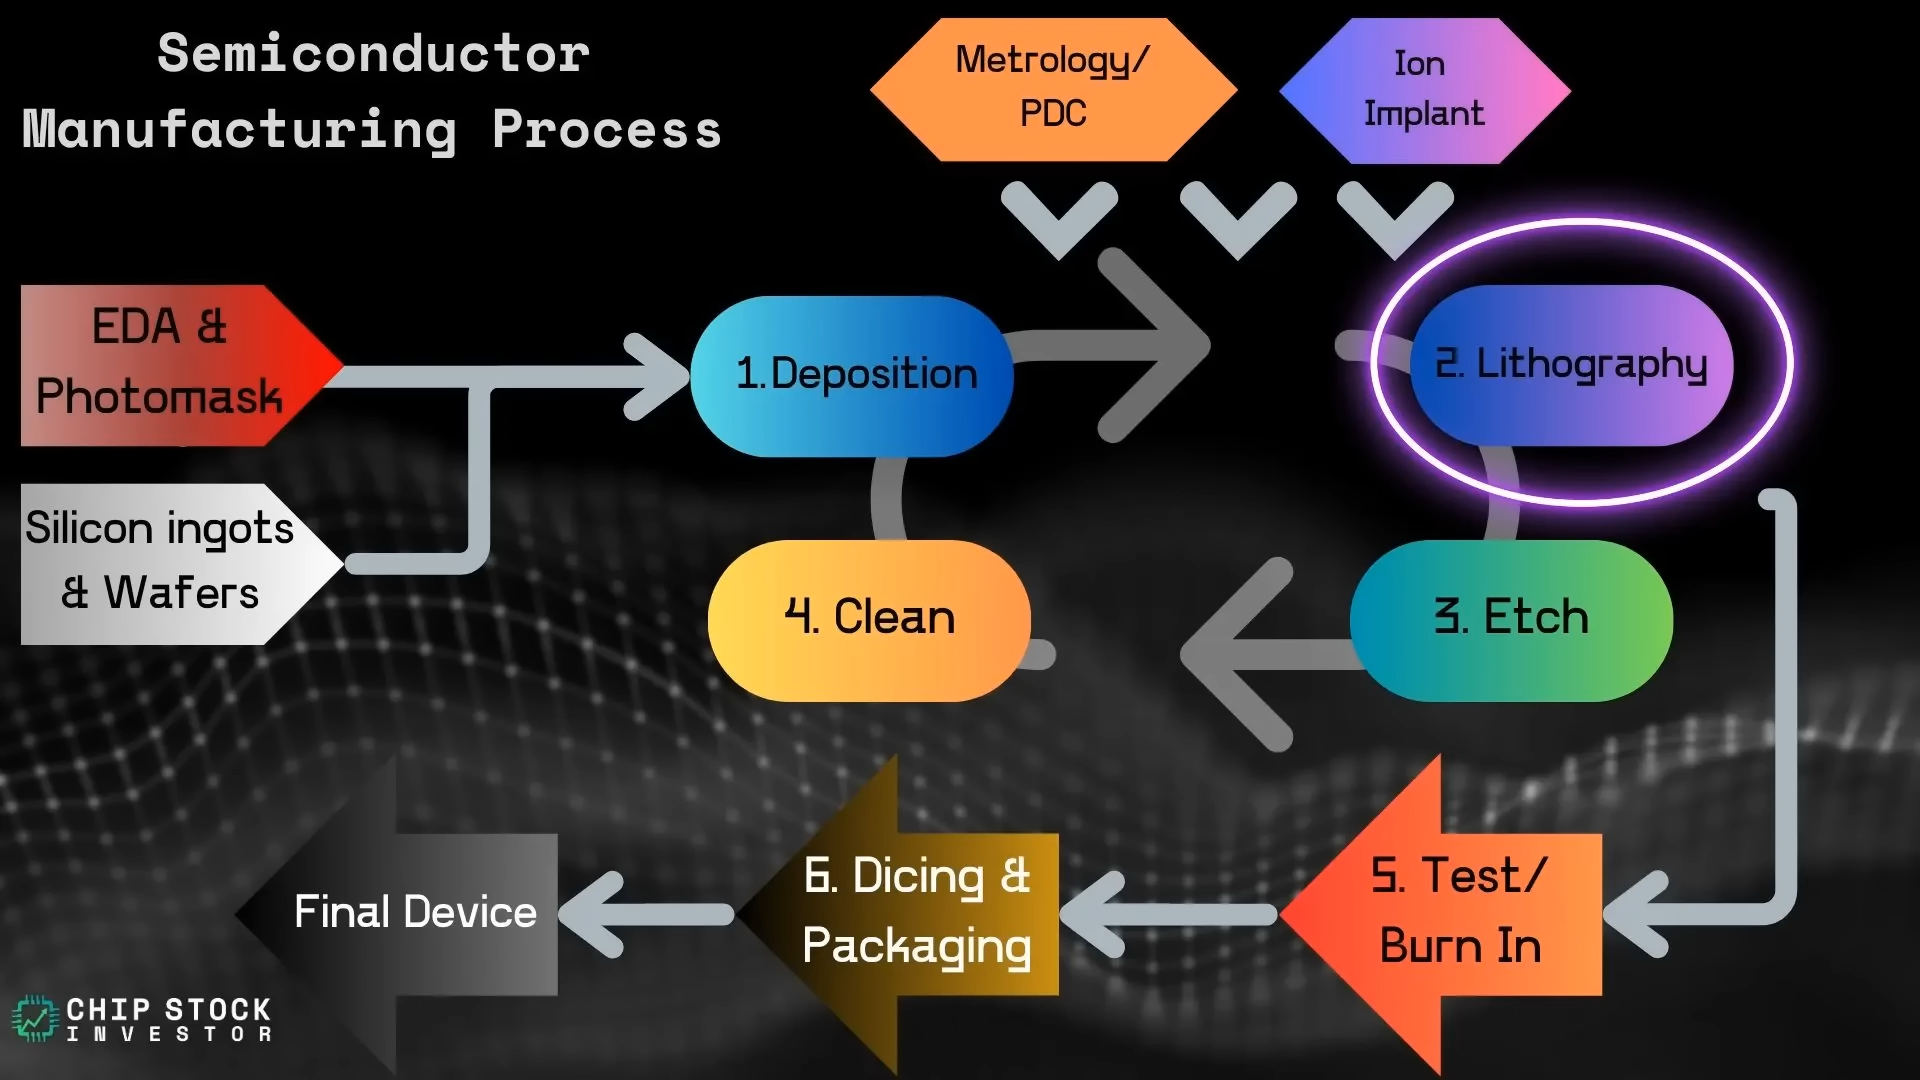 Semiconductor
Manufacturing Process
Metrology/
PDC
Ion
Implant
EDA &
Photomask
1.Deposition
2. Lithography
Silicon ingots
& Wafers
4. Clean
3. Etch
Final Device
6. Dicing &
Packaging
5. Test/
Burn In
CHIP STOCK
INVESTOR